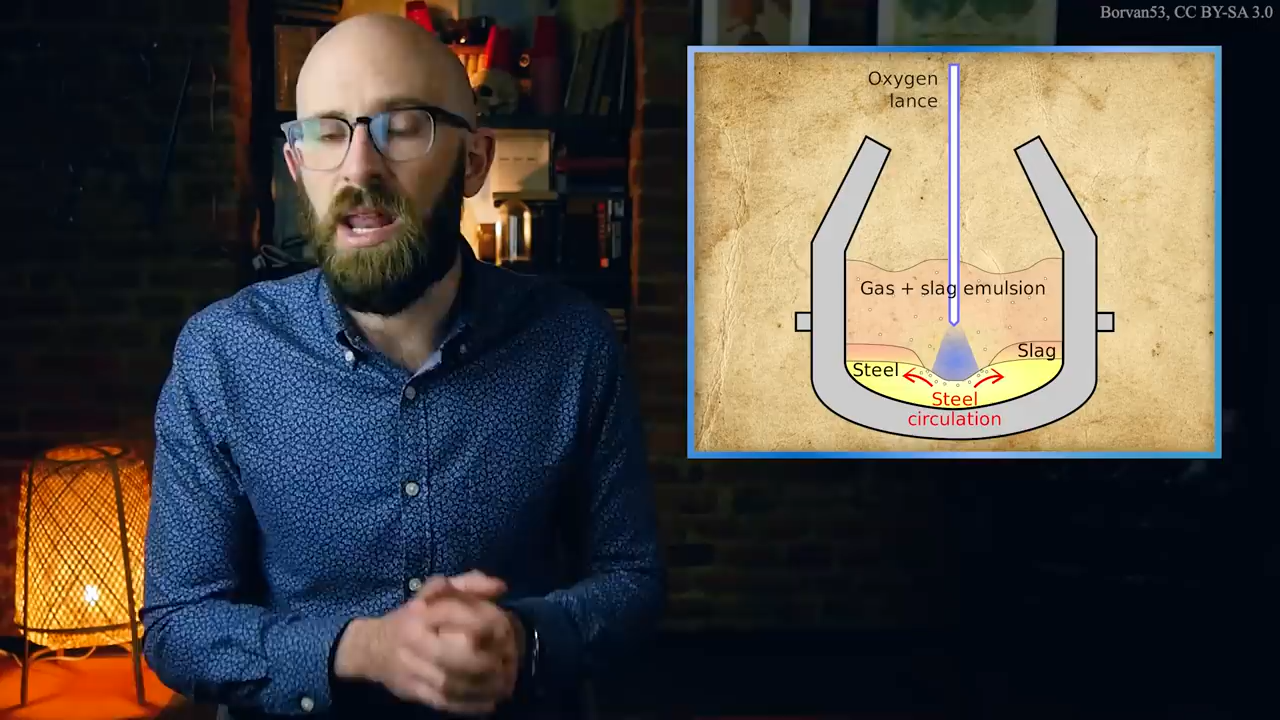 Borvan53, CC BY-SA 3.0
Oxygen
lance
Gas + slag emulsion
Slag
Steel
Steel
circulation